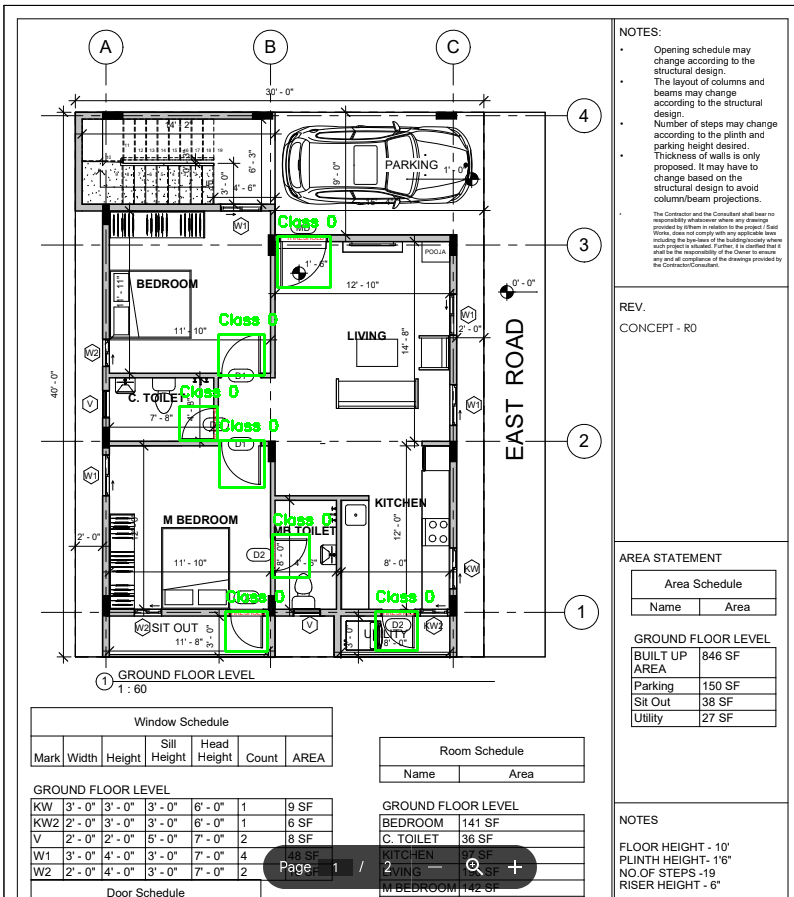 A
B
C
30' - 0"
4
14' - 2"
6' - 3"
3' - 0"
4' - 6"
PARKING
9' - 0"
1' - 0"
W1
Class 0
3
POOJA
1' - 6"
12' - 10"
0' - 0"
BEDROOM
11' - 11"
11' - 10"
Class 0
LIVING
14' - 8"
W1
2' - 0"
W2
D1
40' - 0"
C. TOILET
Class 0
7' - 8"
V
W1
EAST ROAD
Class 0
D1
2
W1
M BEDROOM
KITCHEN
Class 0
MB TOILET
12' - 0"
2' - 0"
D2
11' - 10"
8' - 0"
4' - 6"
8' - 0"
KW
Class 0
Class 0
1
W2
SIT OUT
11' - 8"
3' - 0"
V
3' - 0"
UTILITY
D2
8' - 0"
KW2
1
GROUND FLOOR LEVEL
1 : 60
Window Schedule
Mark Width Height Sill Height Head Height Count AREA
GROUND FLOOR LEVEL
KW 3' - 0" 3' - 0" 3' - 0" 6' - 0" 1 9 SF
KW2 2' - 0" 3' - 0" 3' - 0" 6' - 0" 1 6 SF
V 2' - 0" 2' - 0" 5' - 0" 7' - 0" 2 8 SF
W1 3' - 0" 4' - 0" 3' - 0" 7' - 0" 4 48 SF
W2 2' - 0" 4' - 0" 3' - 0" 7' - 0" 2
Door Schedule
Room Schedule
Name Area
GROUND FLOOR LEVEL
BEDROOM 141 SF
C. TOILET 36 SF
KITCHEN 97 SF
LIVING
M BEDROOM 142 SF
Page 1 / 2
NOTES:
• Opening schedule may
change according to the
structural design.
• The layout of columns and
beams may change
according to the structural
design.
• Number of steps may change
according to the plinth and
parking height desired.
• Thickness of walls is only
proposed. It may have to
change based on the
structural design to avoid
column/beam projections.
• The Contractor and the Consultant shall bear no
responsibility whatsoever where any drawings
provided by it/them in relation to the project / Said
Works, does not comply with any applicable laws
including the bye-laws of the building/society where
such project is situated. Further, it is clarified that it
shall be the responsibility of the Owner to ensure
any and all compliance of the drawings provided by
the Contractor/Consultant.
REV.
CONCEPT - R0
AREA STATEMENT
Area Schedule
Name Area
GROUND FLOOR LEVEL
BUILT UP AREA 846 SF
Parking 150 SF
Sit Out 38 SF
Utility 27 SF
NOTES
FLOOR HEIGHT - 10'
PLINTH HEIGHT- 1'6"
NO.OF STEPS -19
RISER HEIGHT - 6"